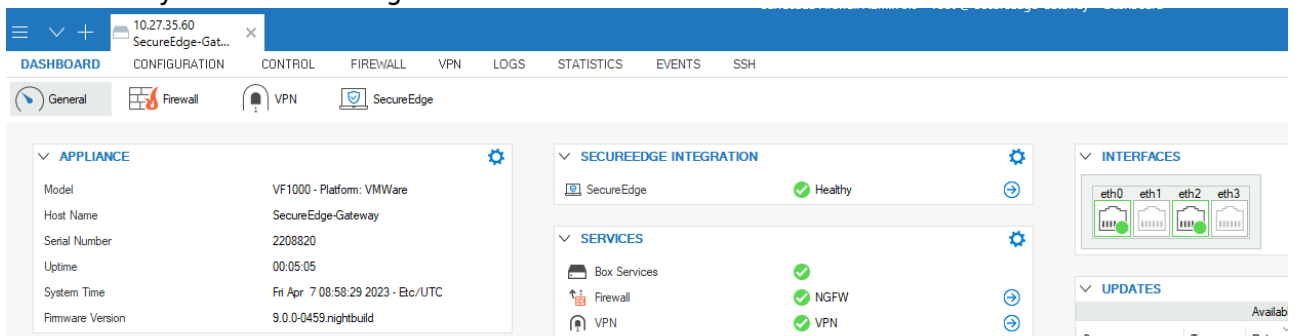 10.27.35.60
SecureEdge-Gat...
DASHBOARD CONFIGURATION CONTROL FIREWALL VPN LOGS STATISTICS EVENTS SSH
General Firewall VPN SecureEdge
APPLIANCE
Model VF1000 - Platform: VMWare
Host Name SecureEdge-Gateway
Serial Number 2208820
Uptime 00:05:05
System Time Fri Apr 7 08:58:29 2023 - Etc/UTC
Firmware Version 9.0.0-0459.nightbuild
SECUREEDGE INTEGRATION
SecureEdge Healthy
SERVICES
Box Services
Firewall NGFW
VPN VPN
INTERFACES
eth0 eth1 eth2 eth3
UPDATES
Availab